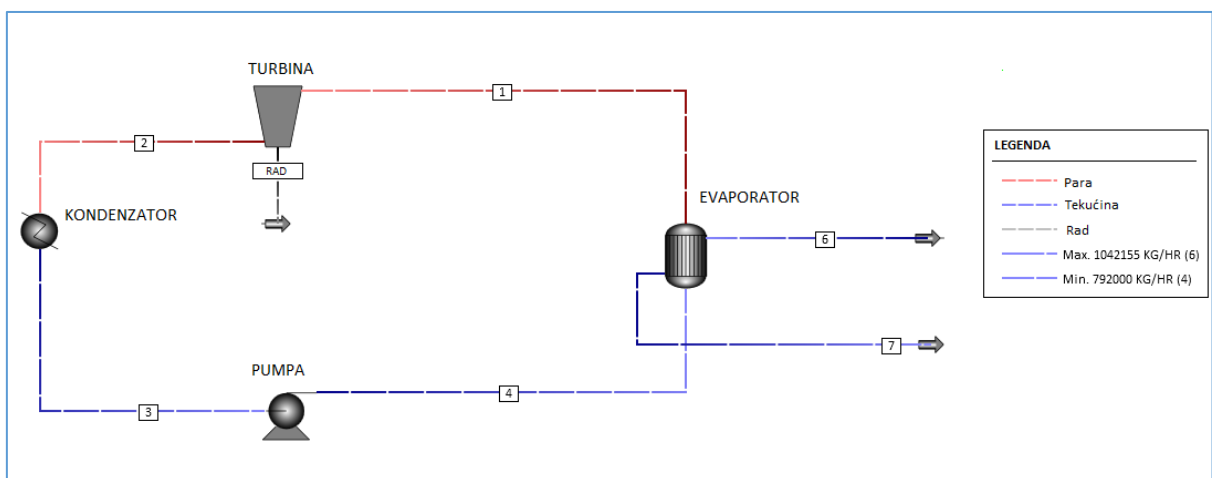 TURBINA
1
2
RAD
KONDENZATOR
EVAPORATOR
6
7
PUMPA
3
4
LEGENDA
Para
Tekućina
Rad
Max. 1042155 KG/HR (6)
Min. 792000 KG/HR (4)